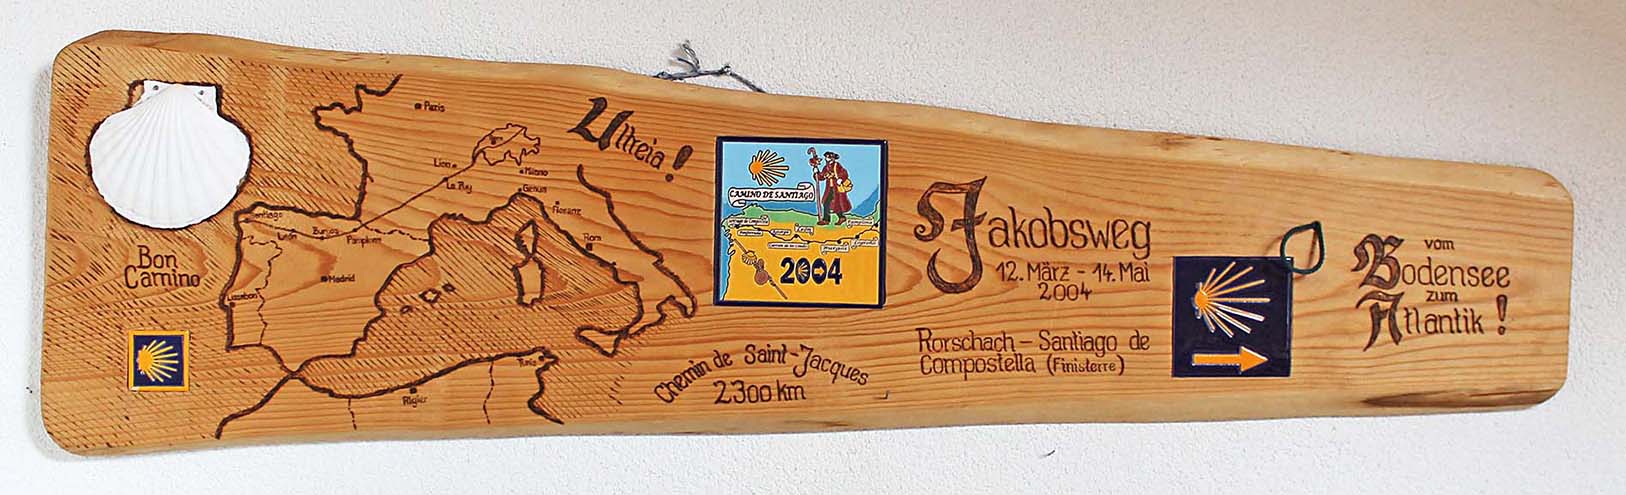 Bon
Camino
Paris
Lion
Le Puy
Milano
Genua
Florenz
Rom
Santiago
León
Burgos
Pamplona
Madrid
Lissabon
Algier
Tunis
Ultreia!
CAMINO DE SANTIAGO
2004
Chemin de Saint-Jacques
2300 km
Jakobsweg
12. März - 14. Mai
2004
Rorschach - Santiago de
Compostella (Finisterre)
vom
Bodensee
zum
Atlantik!